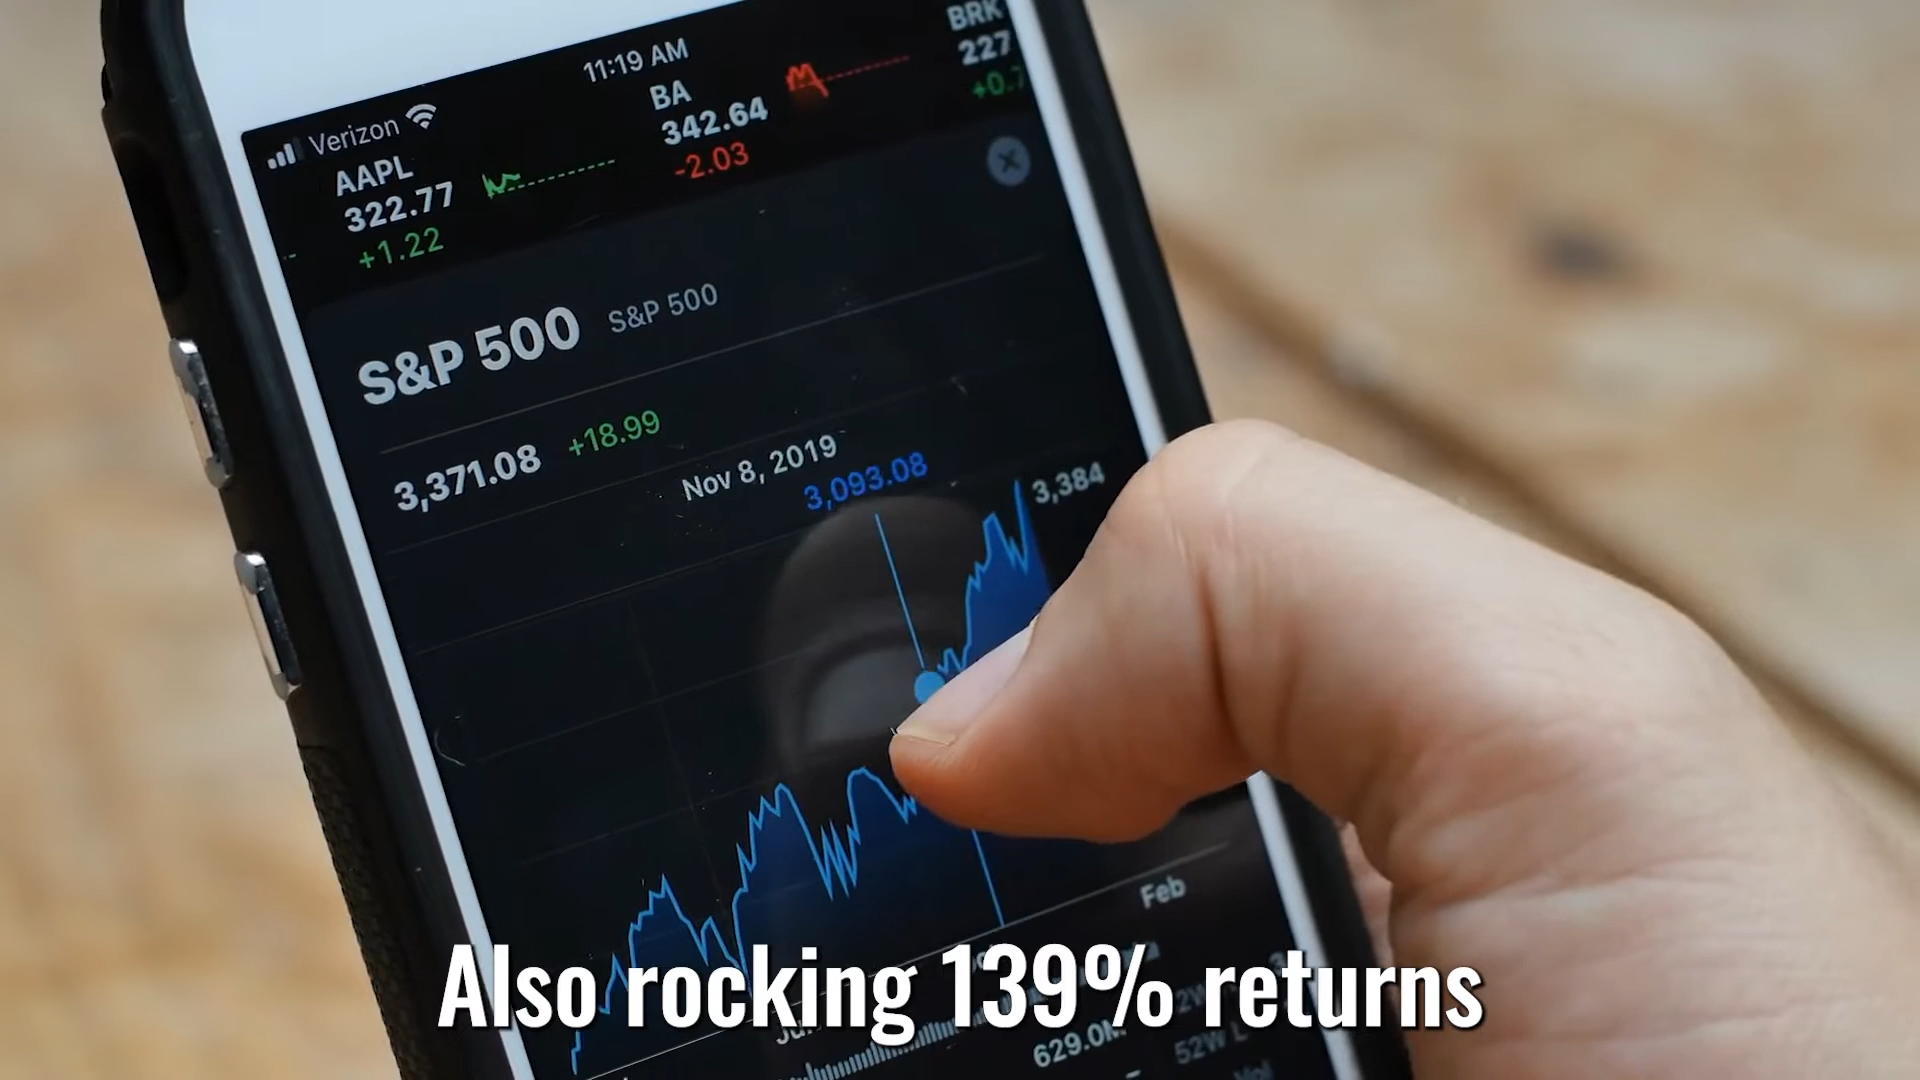 11:19 AM
Verizon
AAPL
322.77
+1.22
BA
342.64
-2.03
BRK
227
+0.7
S&P 500 S&P 500
3,371.08 +18.99
Nov 8, 2019
3,093.08
3,384
Feb
Also rocking 139% returns
629.0M
52W L
Vol